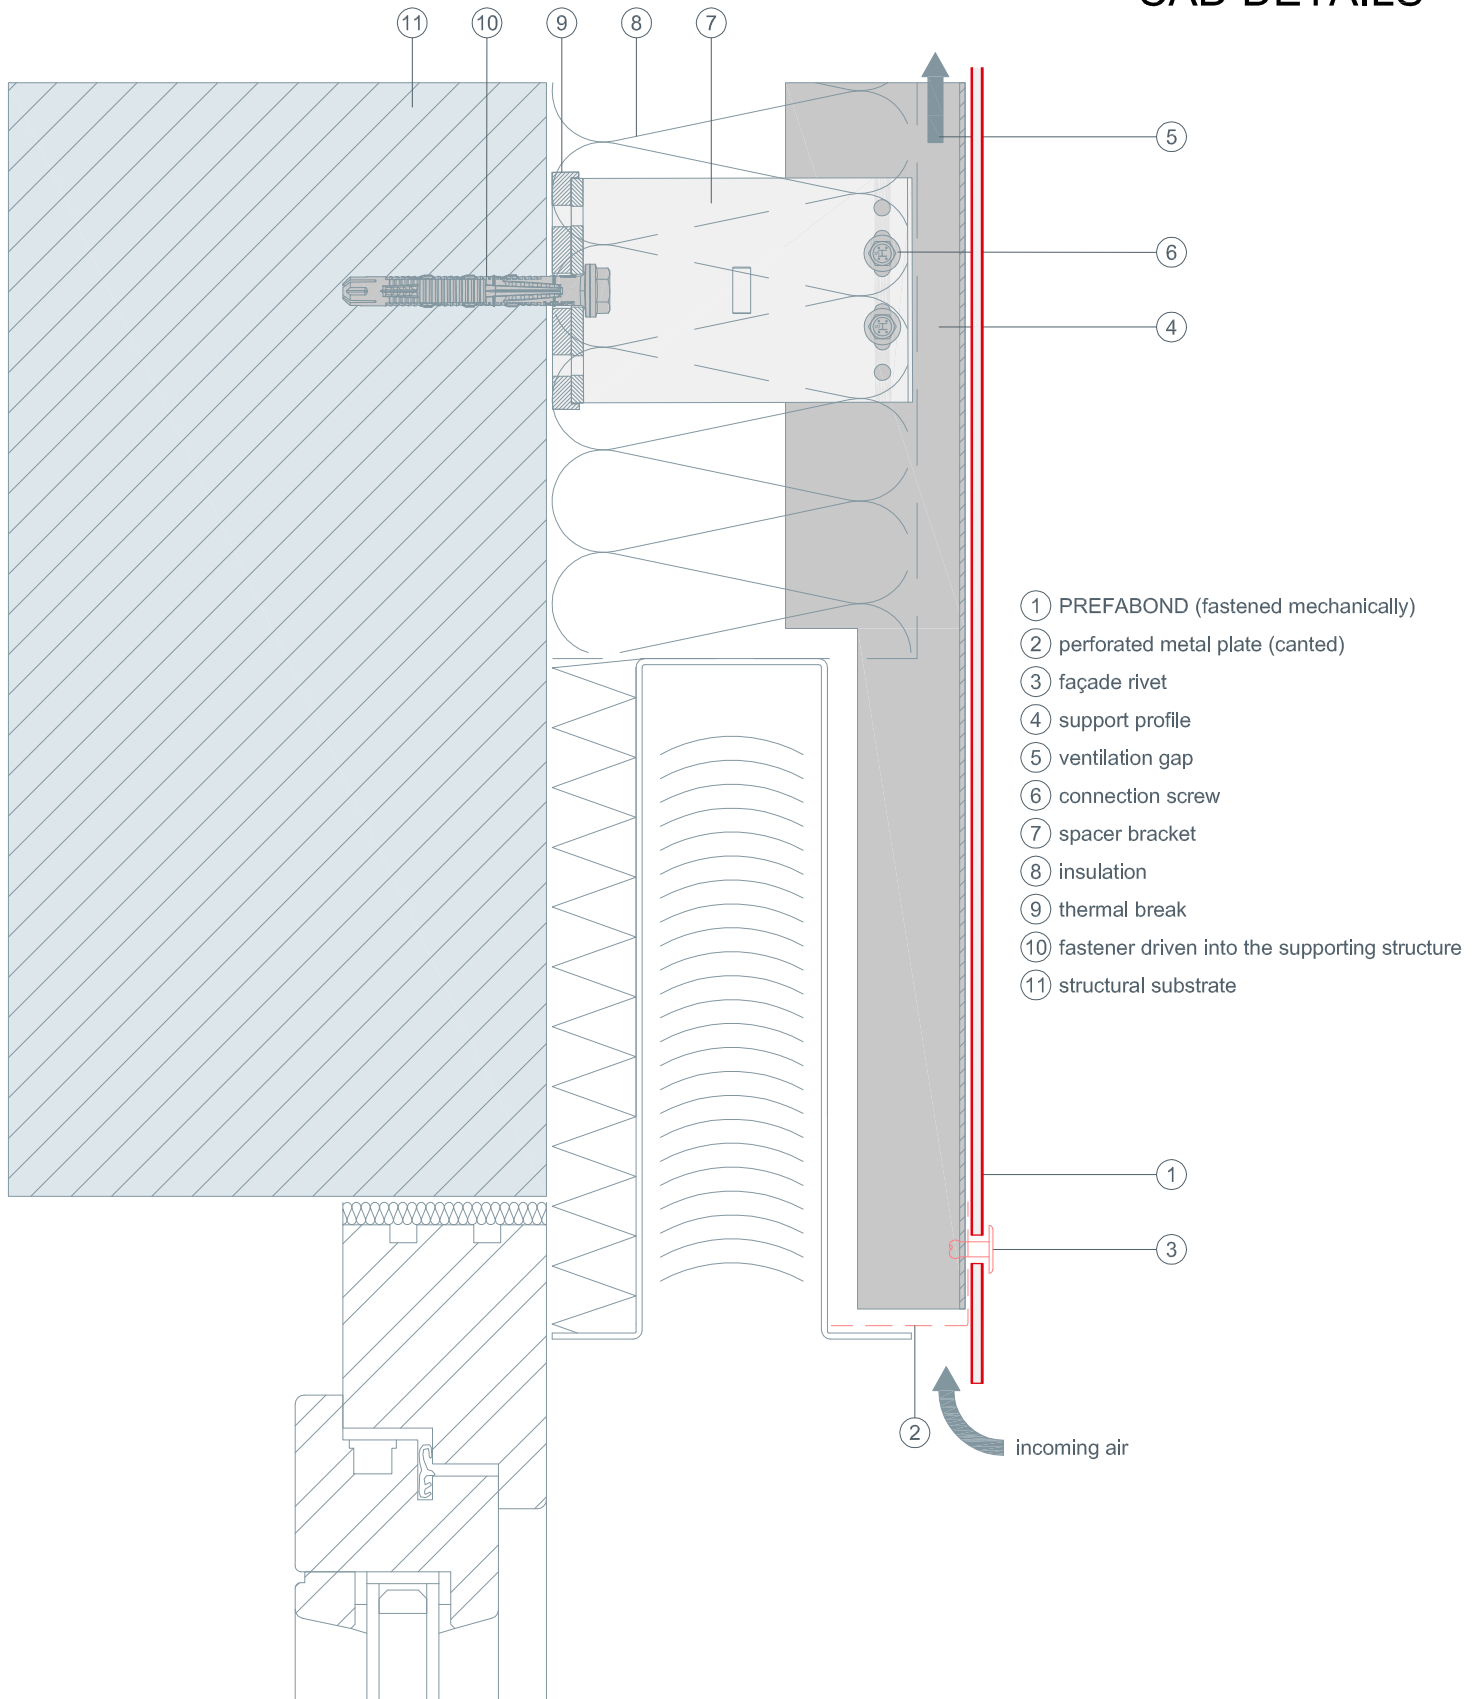 CAD DETAILS
11 10 9 8 7
5
6
4
1 PREFABOND (fastened mechanically)
2 perforated metal plate (canted)
3 façade rivet
4 support profile
5 ventilation gap
6 connection screw
7 spacer bracket
8 insulation
9 thermal break
10 fastener driven into the supporting structure
11 structural substrate
1
3
2
incoming air